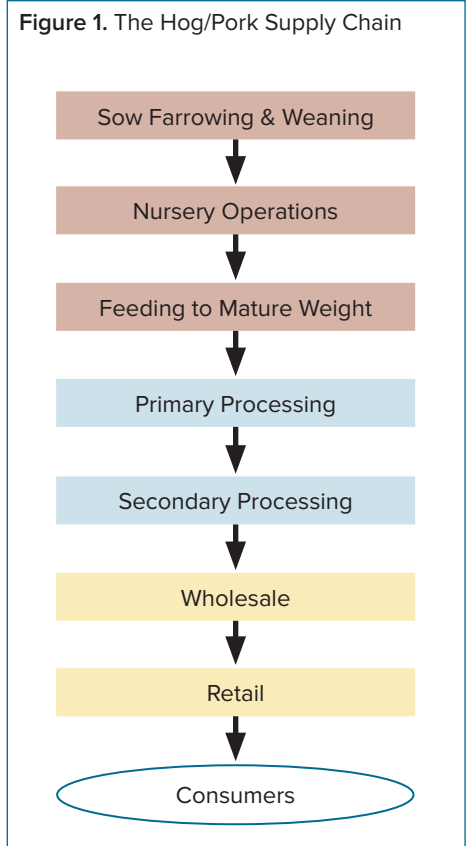 Figure 1. The Hog/Pork Supply Chain
Sow Farrowing & Weaning
Nursery Operations
Feeding to Mature Weight
Primary Processing
Secondary Processing
Wholesale
Retail
Consumers